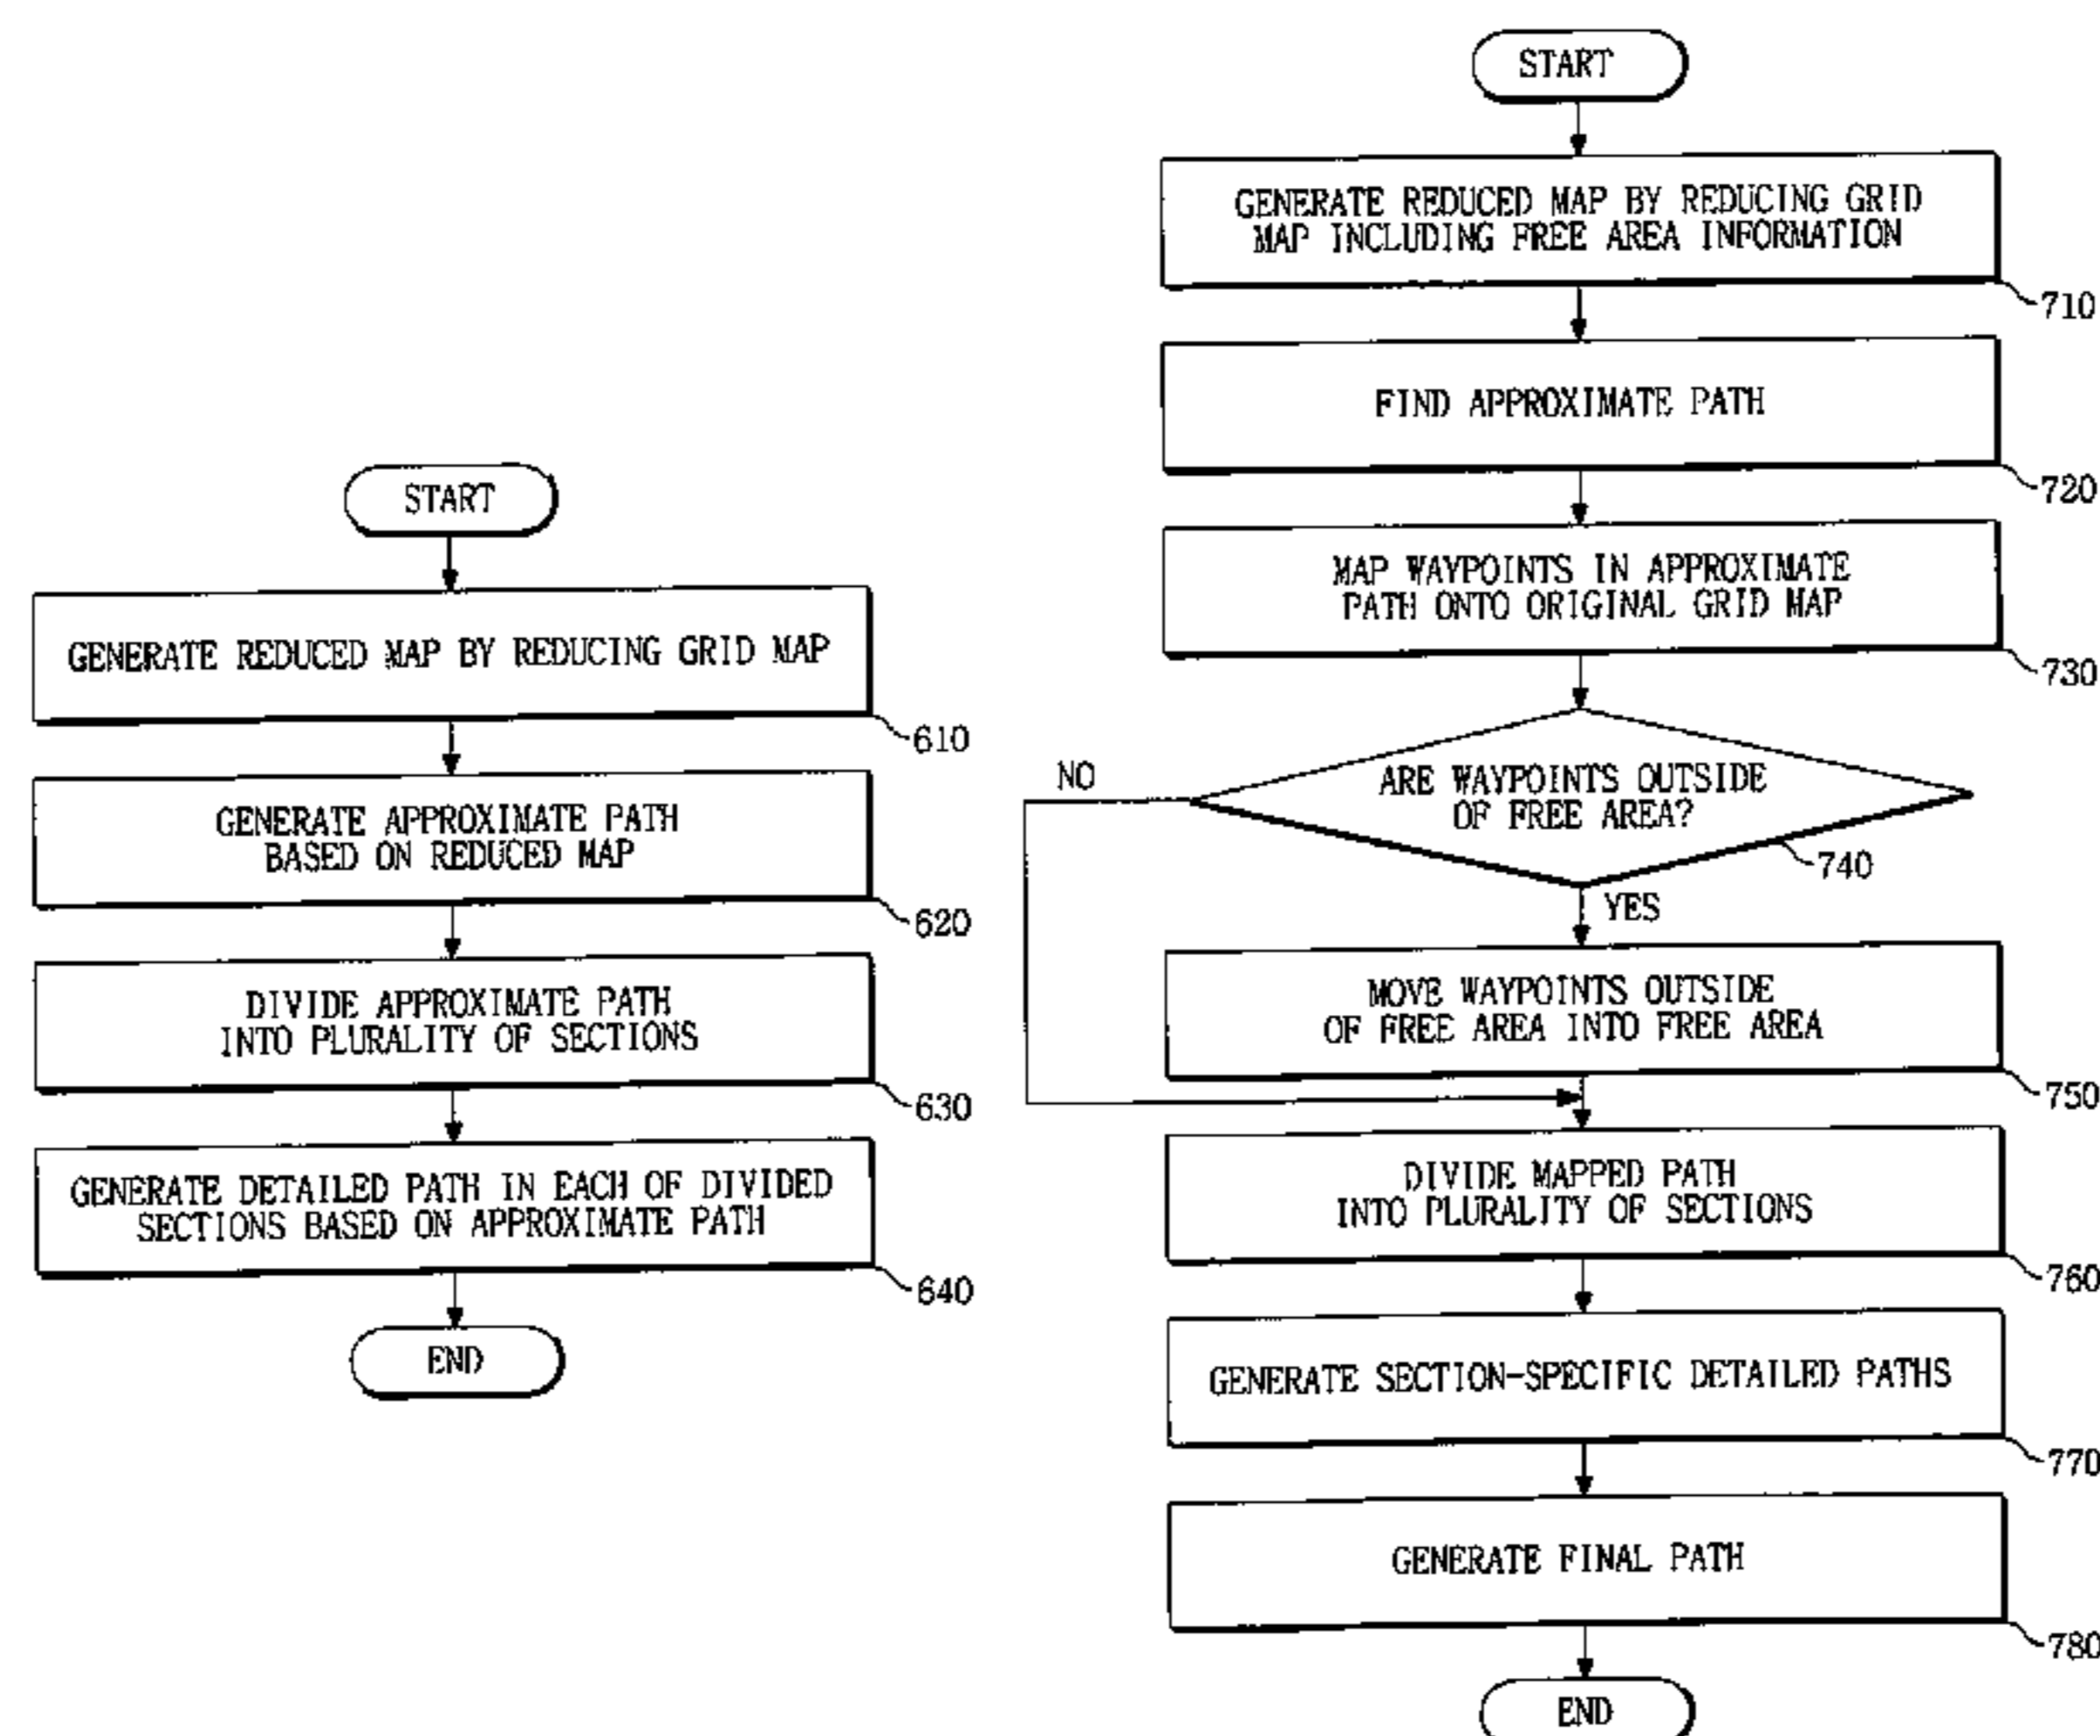 START
GENERATE REDUCED MAP BY REDUCING GRID MAP
610
GENERATE APPROXIMATE PATH
BASED ON REDUCED MAP
620
DIVIDE APPROXIMATE PATH
INTO PLURALITY OF SECTIONS
630
GENERATE DETAILED PATH IN EACH OF DIVIDED
SECTIONS BASED ON APPROXIMATE PATH
640
END
START
GENERATE REDUCED MAP BY REDUCING GRID
MAP INCLUDING FREE AREA INFORMATION
710
FIND APPROXIMATE PATH
720
MAP WAYPOINTS IN APPROXIMATE
PATH ONTO ORIGINAL GRID MAP
730
NO
ARE WAYPOINTS OUTSIDE
OF FREE AREA?
740
YES
MOVE WAYPOINTS OUTSIDE
OF FREE AREA INTO FREE AREA
750
DIVIDE MAPPED PATH
INTO PLURALITY OF SECTIONS
760
GENERATE SECTION-SPECIFIC DETAILED PATHS
770
GENERATE FINAL PATH
780
END